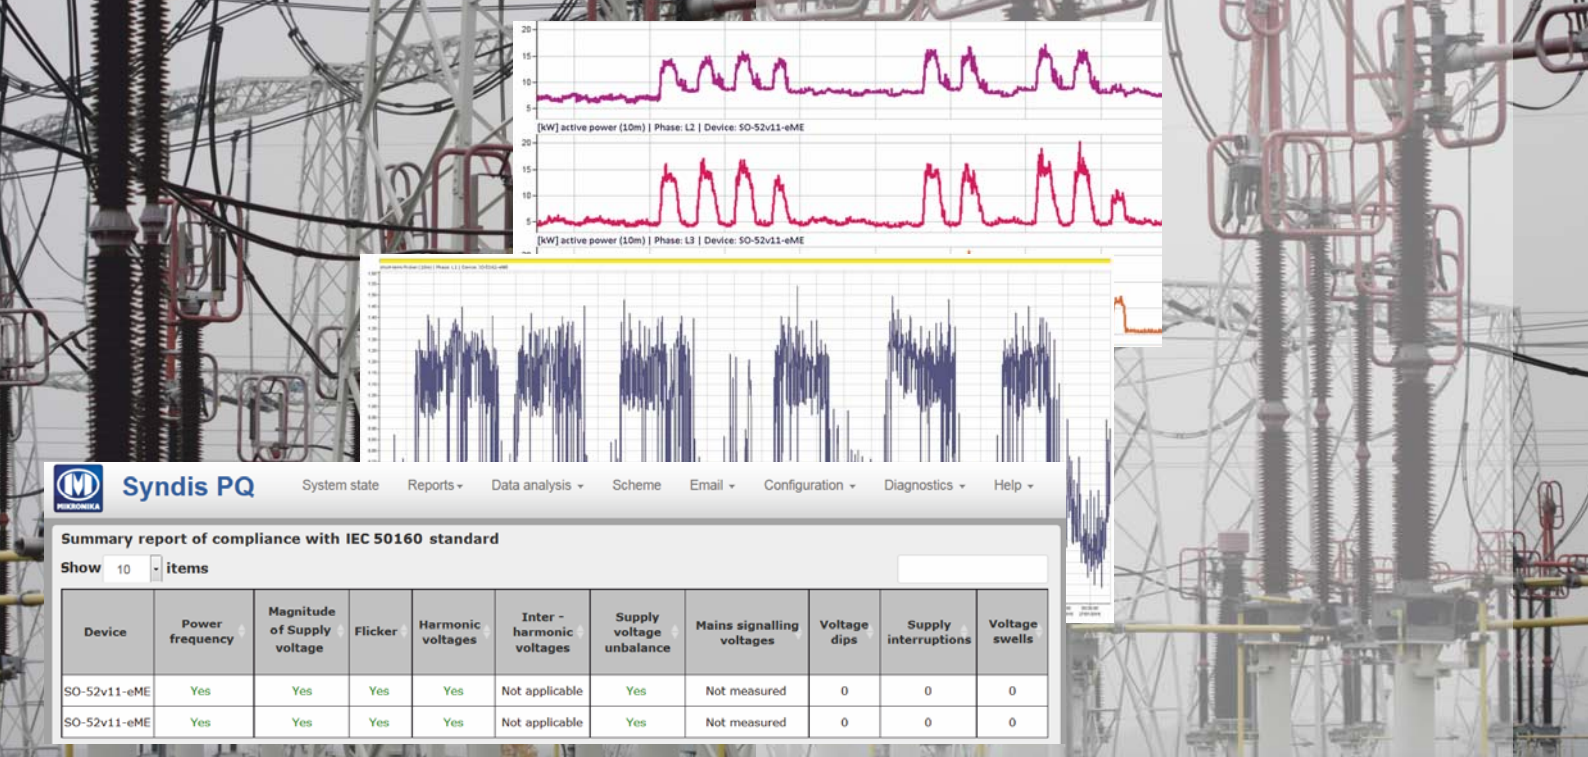 20
15
10
5
[kW] active power (10m) | Phase: L2 | Device: SO-52v11-eME
20
15
10
5
[kW] active power (10m) | Phase: L3 | Device: SO-52v11-eME
MIKRONIKA
Syndis PQ
System state Reports Data analysis Scheme Email Configuration Diagnostics Help
Summary report of compliance with IEC 50160 standard
Show 10 items
Device Power frequency Magnitude of Supply voltage Flicker Harmonic voltages Inter - harmonic voltages Supply voltage unbalance Mains signalling voltages Voltage dips Supply interruptions Voltage swells
SO-52v11-eME Yes Yes Yes Yes Not applicable Yes Not measured 0 0 0
SO-52v11-eME Yes Yes Yes Yes Not applicable Yes Not measured 0 0 0